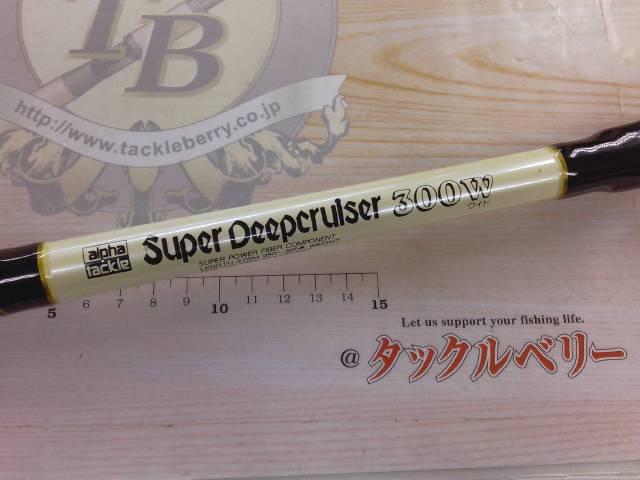 TB
http://www.tackleberry.co.jp
alpha tackle
Super Deepcruiser 300W
ワイド
SUPER POWER FIBER COMPONENT
LENGTH
WEIGHT
5 6 7 8 9 10 11 12 13 14 15
Let us support your fishing life.
@タックルベリー